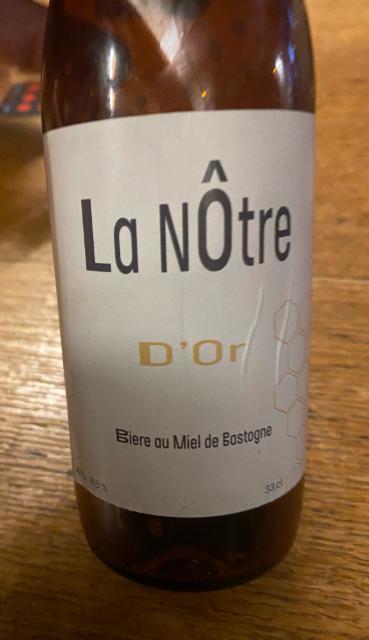 La NÔtre
D'Or
Biere au Miel de Bastogne
33cl